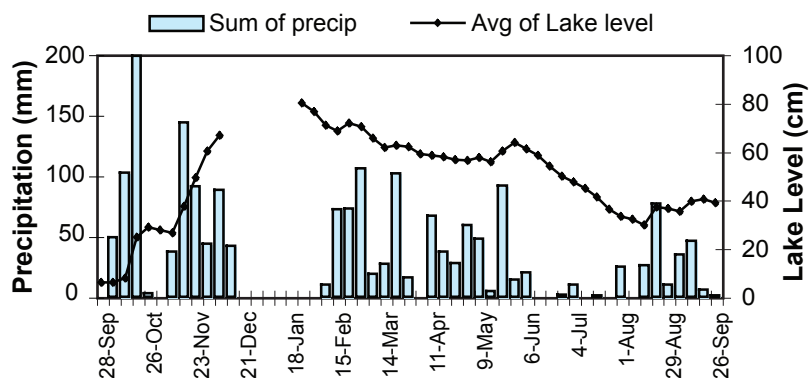 Sum of precip Avg of Lake level
Precipitation (mm)
200
150
100
50
0
100
80
60
40
20
0
Lake Level (cm)
28-Sep
26-Oct
23-Nov
21-Dec
18-Jan
15-Feb
14-Mar
11-Apr
9-May
6-Jun
4-Jul
1-Aug
29-Aug
26-Sep